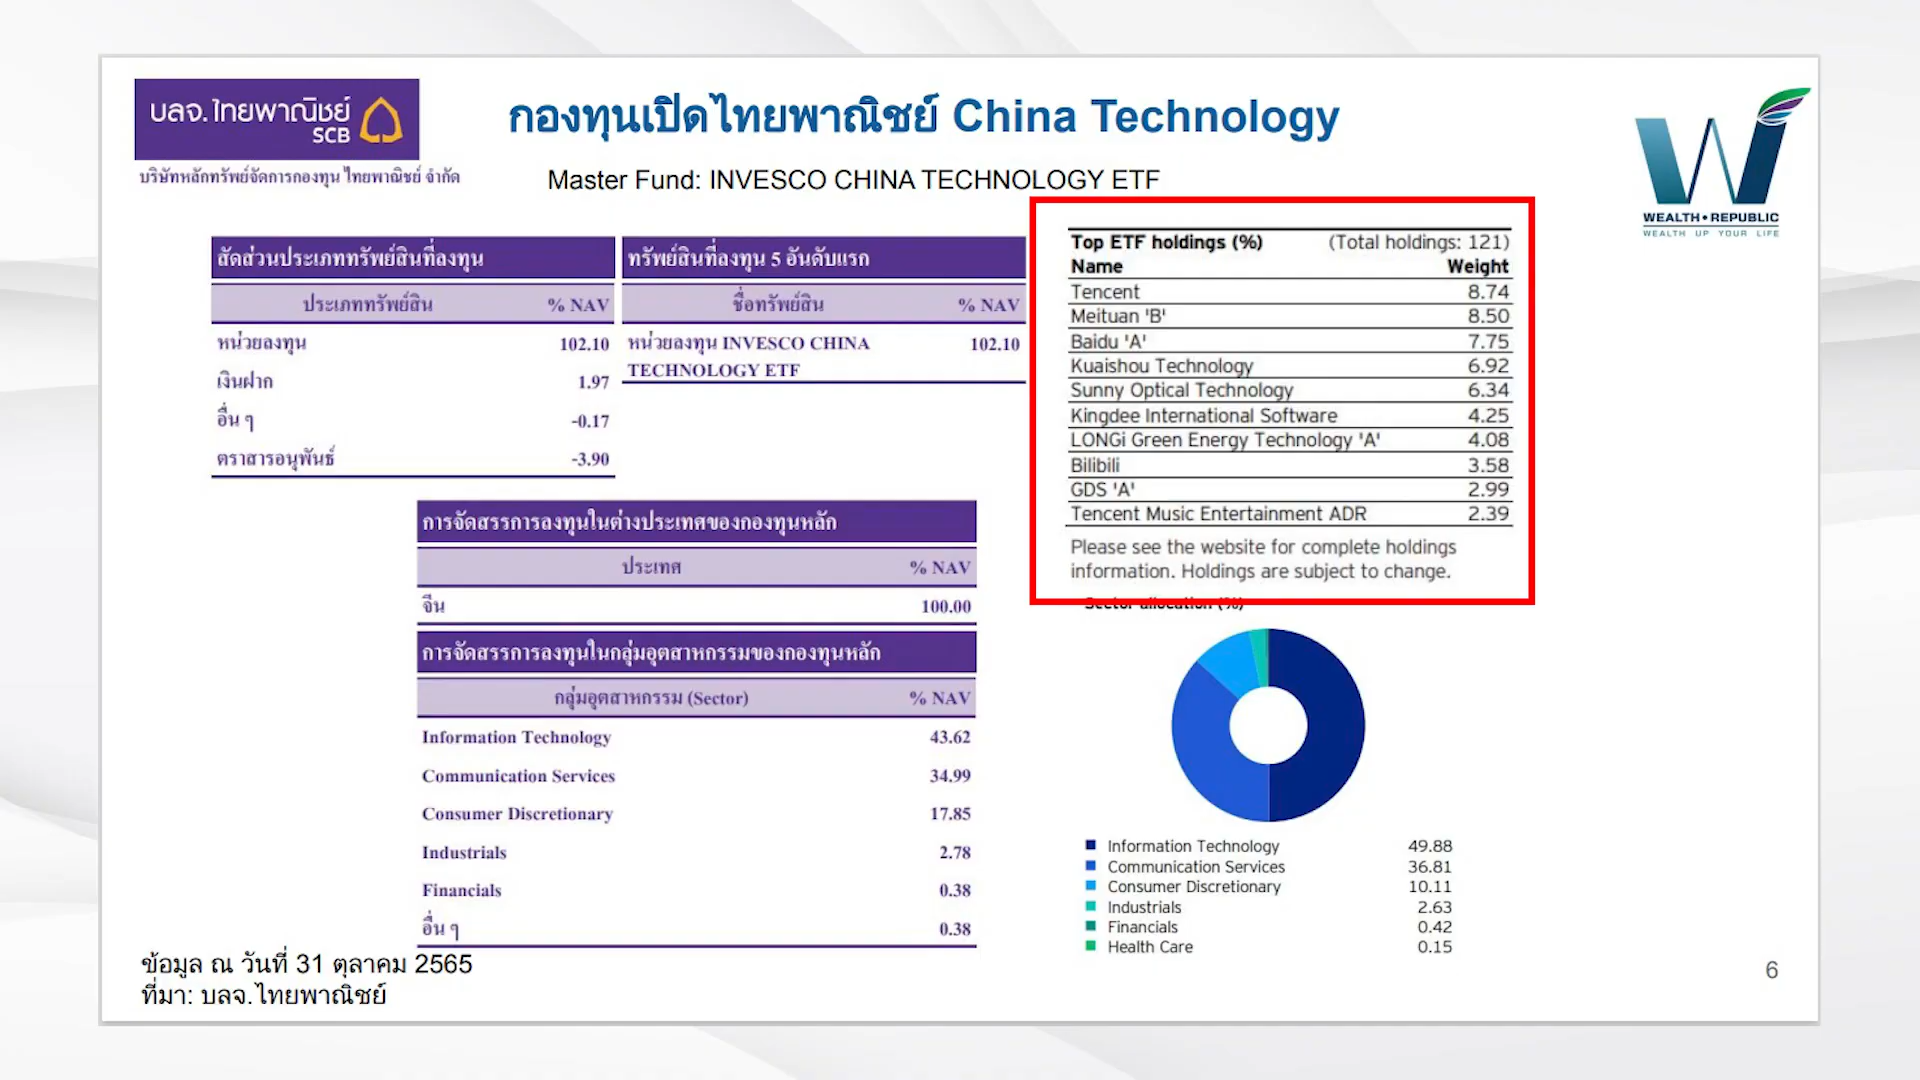 บลจ.ไทยพาณิชย์
SCB
บริษัทหลักทรัพย์จัดการกองทุน ไทยพาณิชย์ จำกัด
กองทุนเปิดไทยพาณิชย์ China Technology
Master Fund: INVESCO CHINA TECHNOLOGY ETF
WEALTH•REPUBLIC
WEALTH UP YOUR LIFE
สัดส่วนประเภททรัพย์สินที่ลงทุน
ประเภททรัพย์สิน % NAV
หน่วยลงทุน 102.10
เงินฝาก 1.97
อื่น ๆ -0.17
ตราสารอนุพันธ์ -3.90
ทรัพย์สินที่ลงทุน 5 อันดับแรก
ชื่อทรัพย์สิน % NAV
หน่วยลงทุน INVESCO CHINA 102.10
TECHNOLOGY ETF
Top ETF holdings (%) (Total holdings: 121)
Name Weight
Tencent 8.74
Meituan 'B' 8.50
Baidu 'A' 7.75
Kuaishou Technology 6.92
Sunny Optical Technology 6.34
Kingdee International Software 4.25
LONGi Green Energy Technology 'A' 4.08
Bilibili 3.58
GDS 'A' 2.99
Tencent Music Entertainment ADR 2.39
Please see the website for complete holdings
information. Holdings are subject to change.
การจัดสรรการลงทุนในต่างประเทศของกองทุนหลัก
ประเทศ % NAV
จีน 100.00
การจัดสรรการลงทุนในกลุ่มอุตสาหกรรมของกองทุนหลัก
กลุ่มอุตสาหกรรม (Sector) % NAV
Information Technology 43.62
Communication Services 34.99
Consumer Discretionary 17.85
Industrials 2.78
Financials 0.38
อื่น ๆ 0.38
Sector allocation (%)
Information Technology 49.88
Communication Services 36.81
Consumer Discretionary 10.11
Industrials 2.63
Financials 0.42
Health Care 0.15
ข้อมูล ณ วันที่ 31 ตุลาคม 2565
ที่มา: บลจ.ไทยพาณิชย์
6